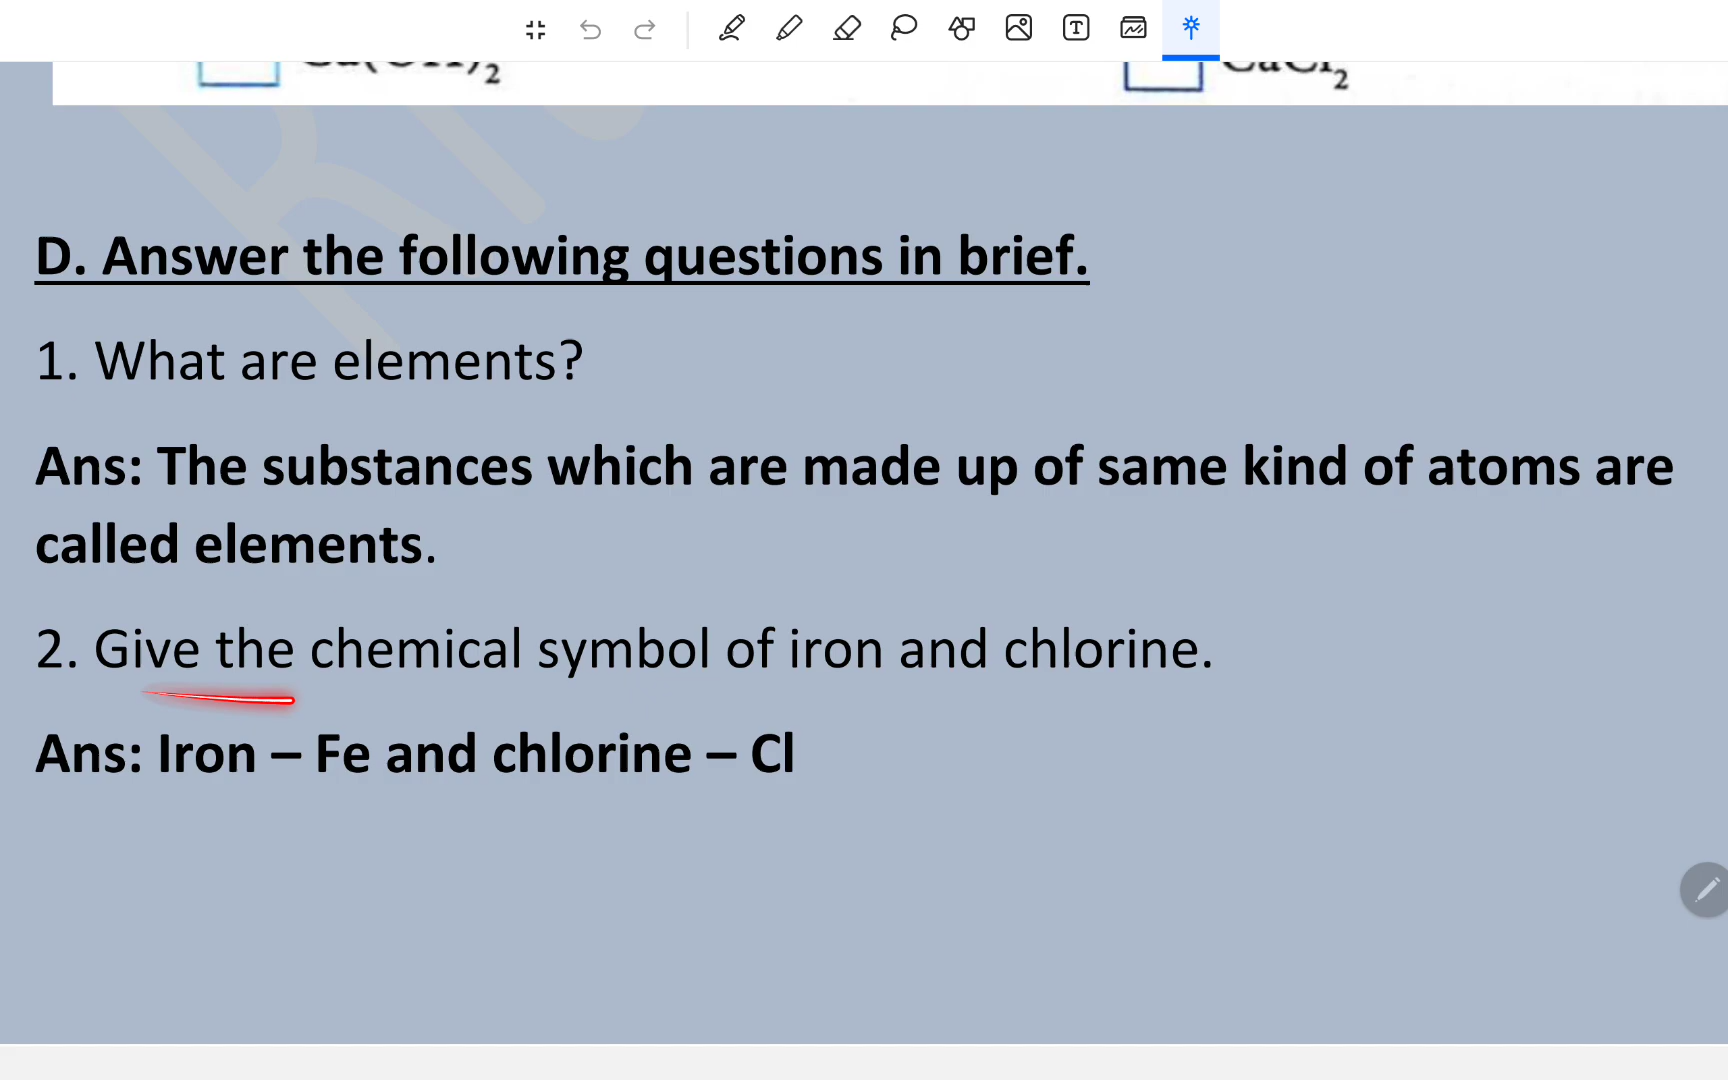 CaCl2
D. Answer the following questions in brief.
1. What are elements?
Ans: The substances which are made up of same kind of atoms are
called elements.
2. Give the chemical symbol of iron and chlorine.
Ans: Iron – Fe and chlorine – Cl